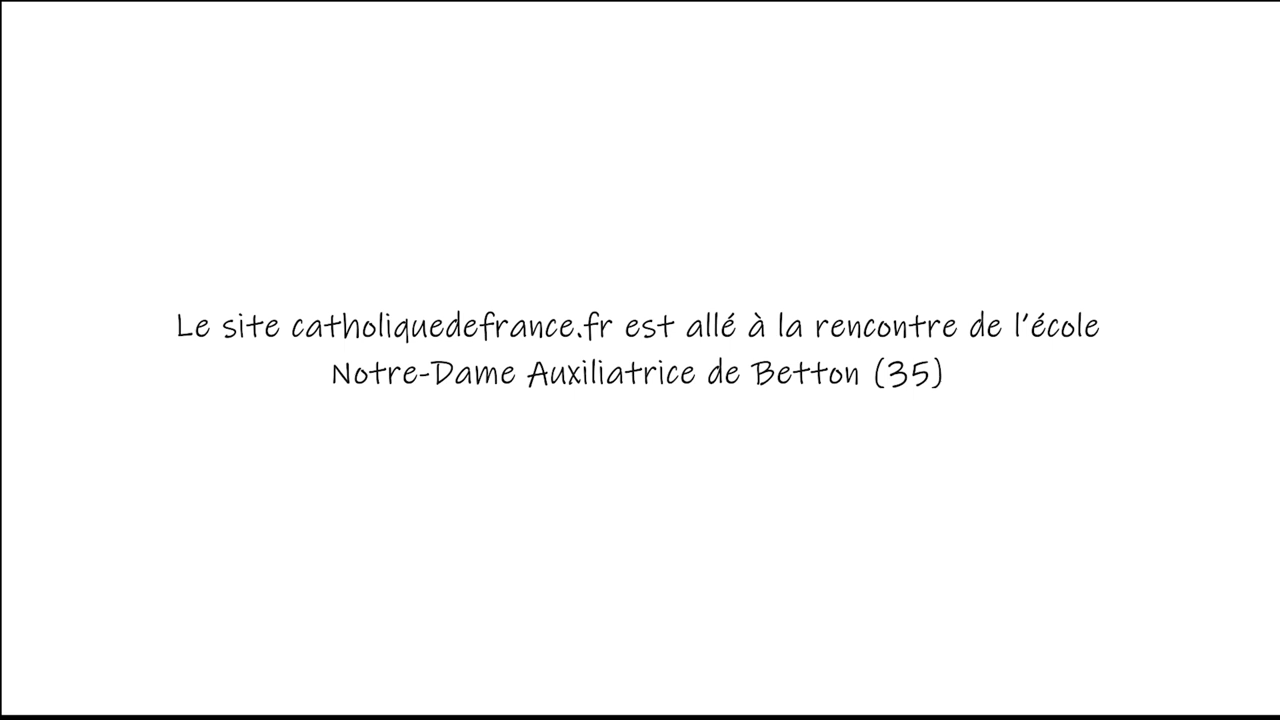 Le site catholiquedefrance.fr est allé à la rencontre de l'école
Notre-Dame Auxiliatrice de Betton (35)